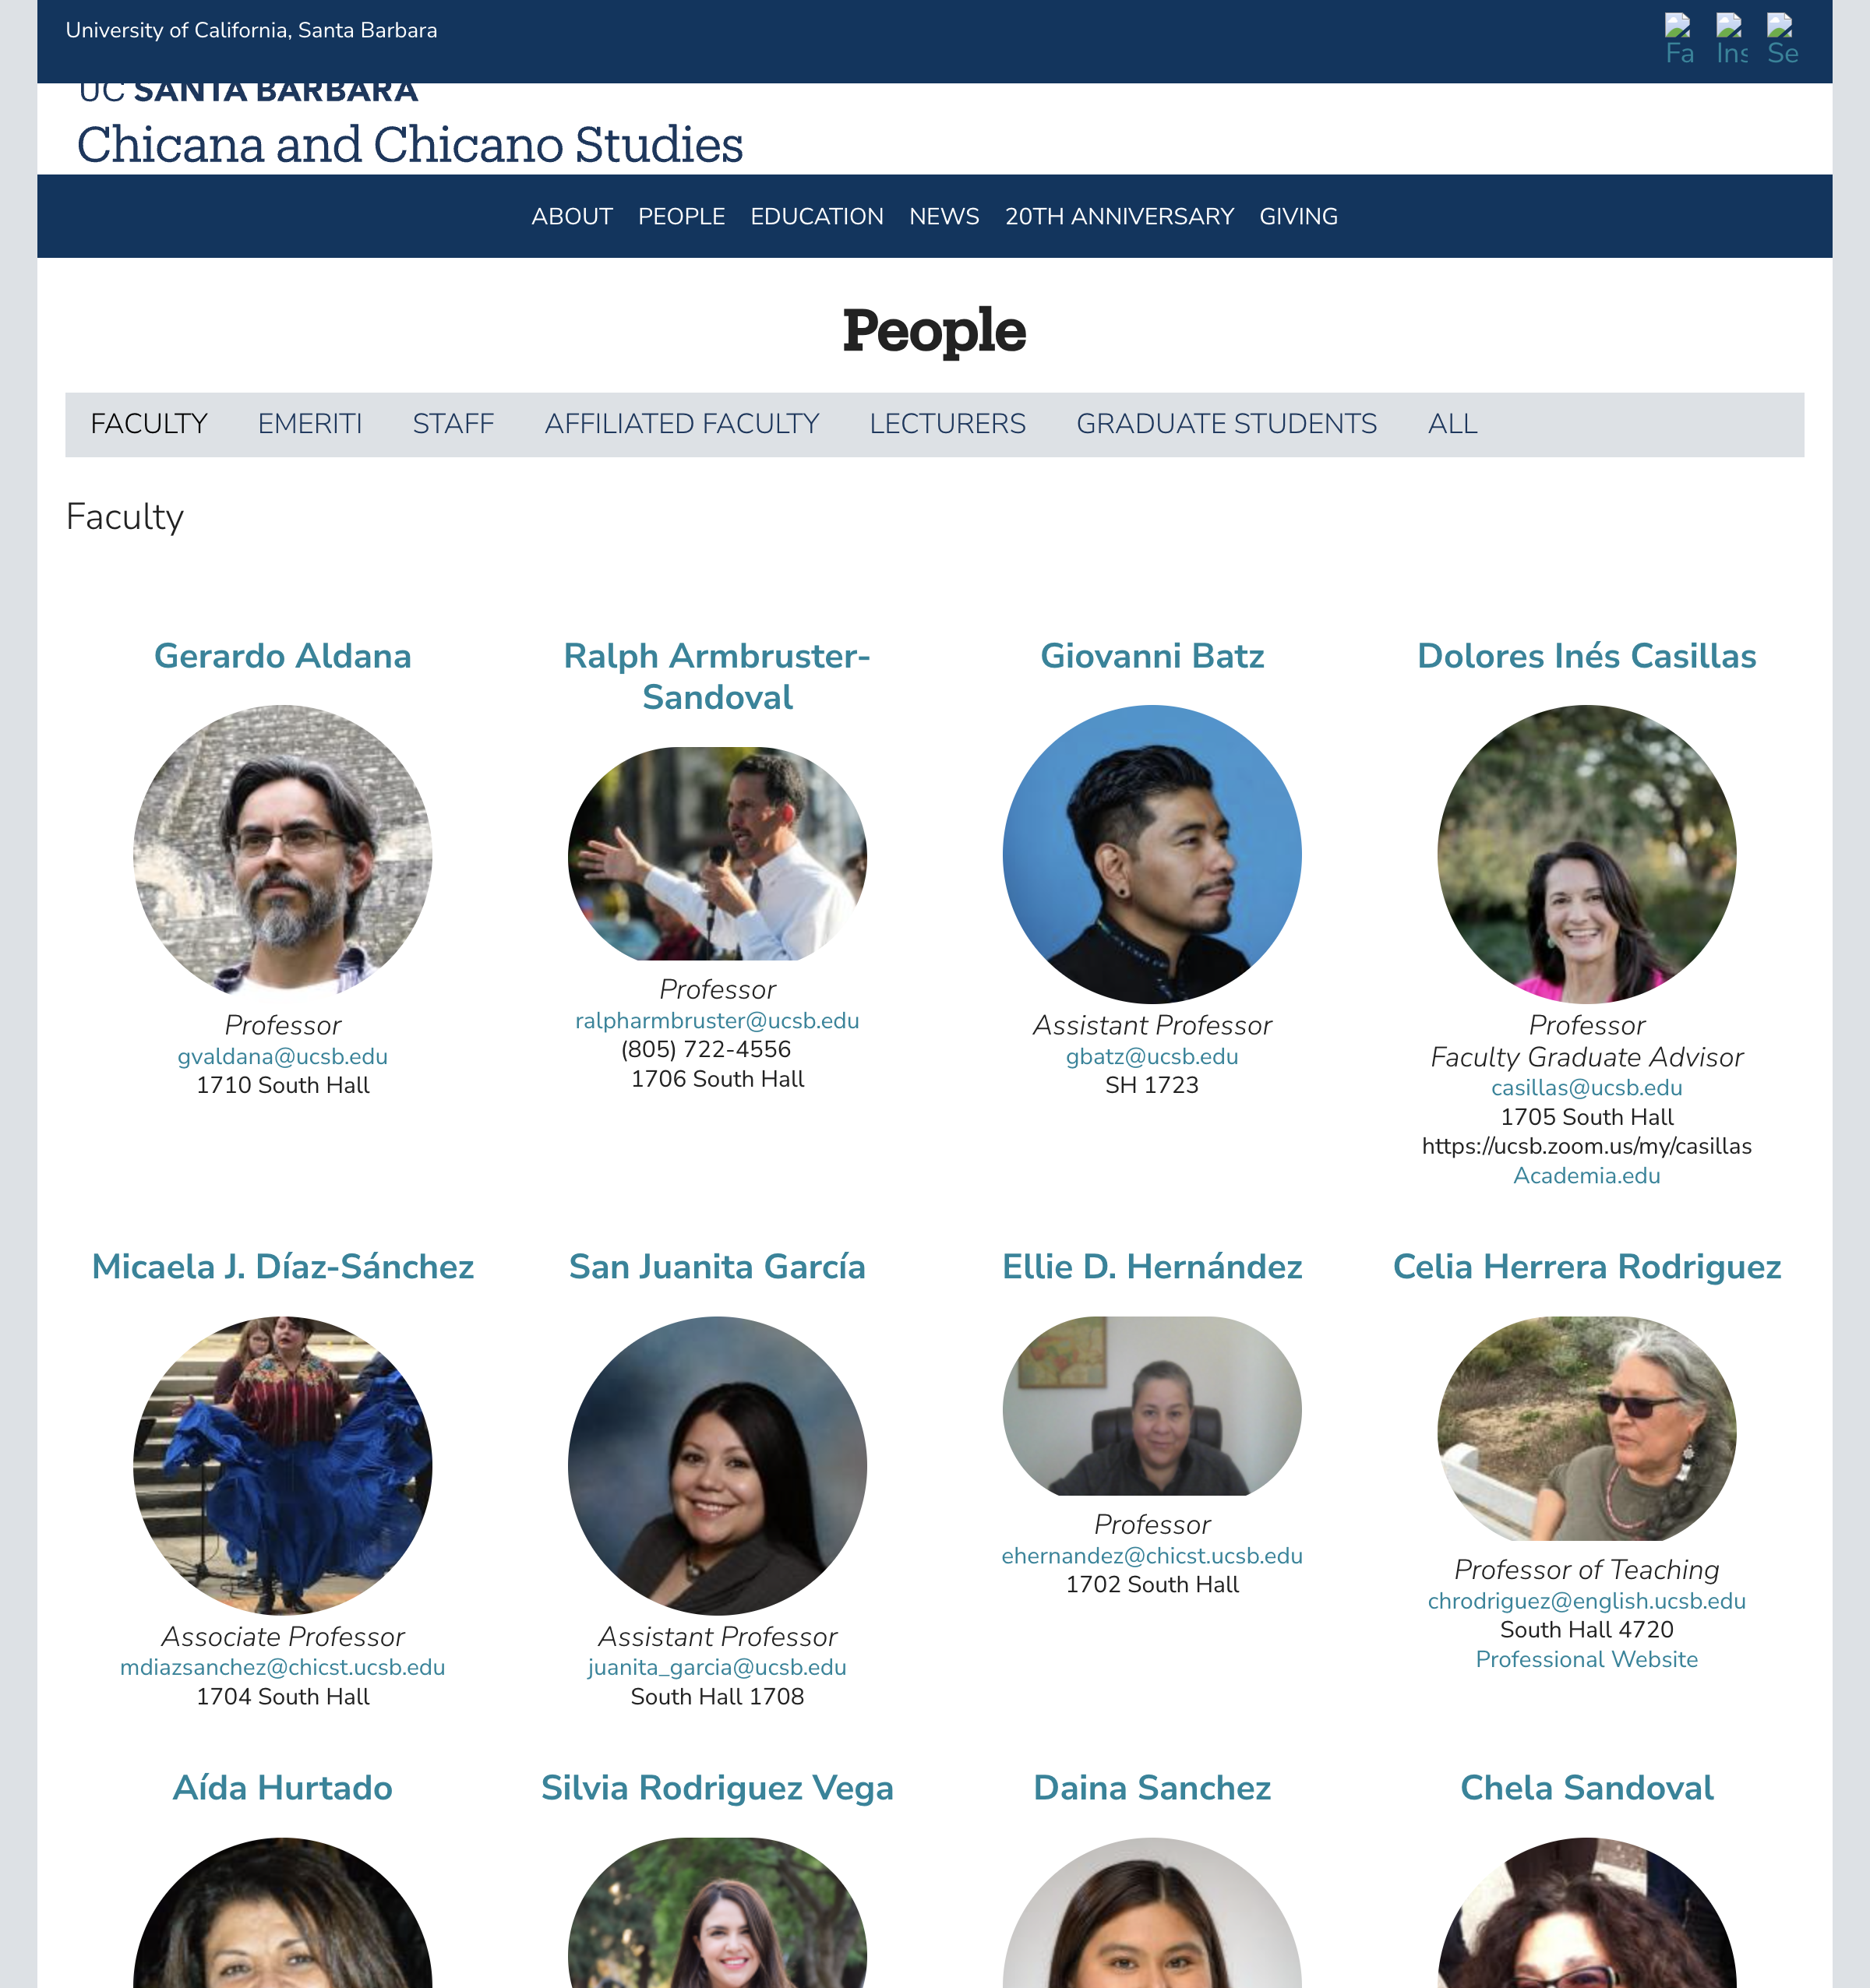 University of California, Santa Barbara
Fa Ins Se
UC SANTA BARBARA
Chicana and Chicano Studies
ABOUT PEOPLE EDUCATION NEWS 20TH ANNIVERSARY GIVING
People
FACULTY EMERITI STAFF AFFILIATED FACULTY LECTURERS GRADUATE STUDENTS ALL
Faculty
Gerardo Aldana
Professor
gvaldana@ucsb.edu
1710 South Hall
Ralph Armbruster-
Sandoval
Professor
ralpharmbruster@ucsb.edu
(805) 722-4556
1706 South Hall
Giovanni Batz
Assistant Professor
gbatz@ucsb.edu
SH 1723
Dolores Inés Casillas
Professor
Faculty Graduate Advisor
casillas@ucsb.edu
1705 South Hall
https://ucsb.zoom.us/my/casillas
Academia.edu
Micaela J. Díaz-Sánchez
Associate Professor
mdiazsanchez@chicst.ucsb.edu
1704 South Hall
San Juanita García
Assistant Professor
juanita_garcia@ucsb.edu
South Hall 1708
Ellie D. Hernández
Professor
ehernandez@chicst.ucsb.edu
1702 South Hall
Celia Herrera Rodriguez
Professor of Teaching
chrodriguez@english.ucsb.edu
South Hall 4720
Professional Website
Aída Hurtado
Silvia Rodriguez Vega
Daina Sanchez
Chela Sandoval